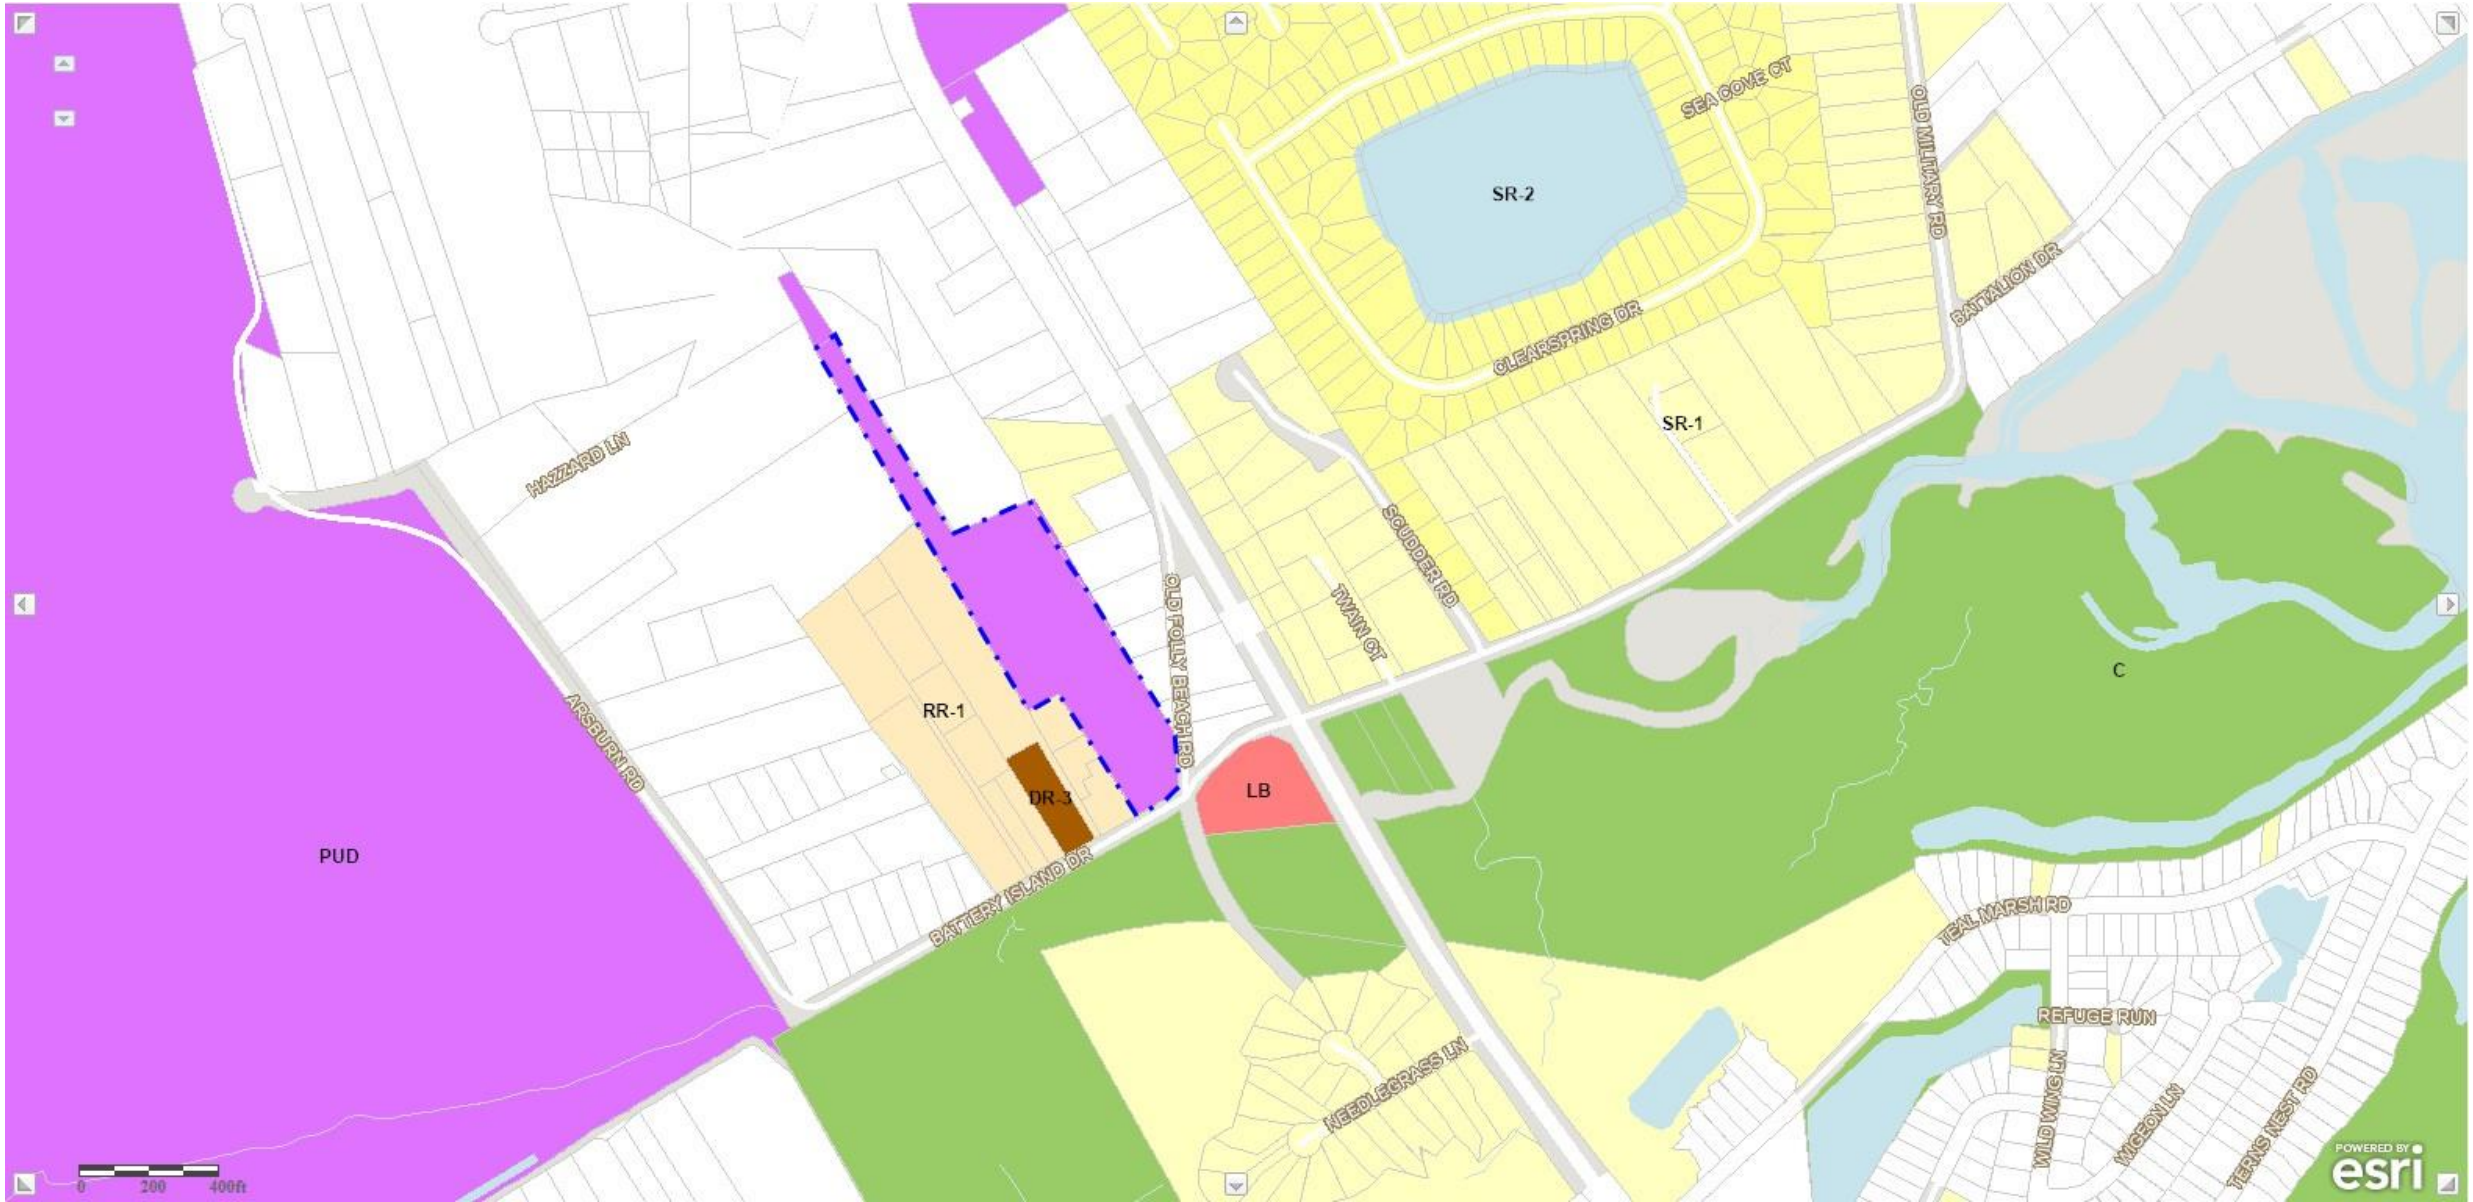 SEA COVE CT
OLD MILITARY RD
SR-2
BATTALION DR
CLEARSPRING DR
SR-1
HAZZARD LN
SCUDDER RD
OLD FOLLY BEACH RD
TWAIN CT
C
RR-1
ARSBURN RD
DR-3
LB
PUD
BATTERY ISLAND DR
TEAL MARSH RD
REFUGE RUN
NEEDLEGRASS LN
WILD WING LN
WIGEON LN
TERNS NEST RD
0 200 400ft
POWERED BY
esri